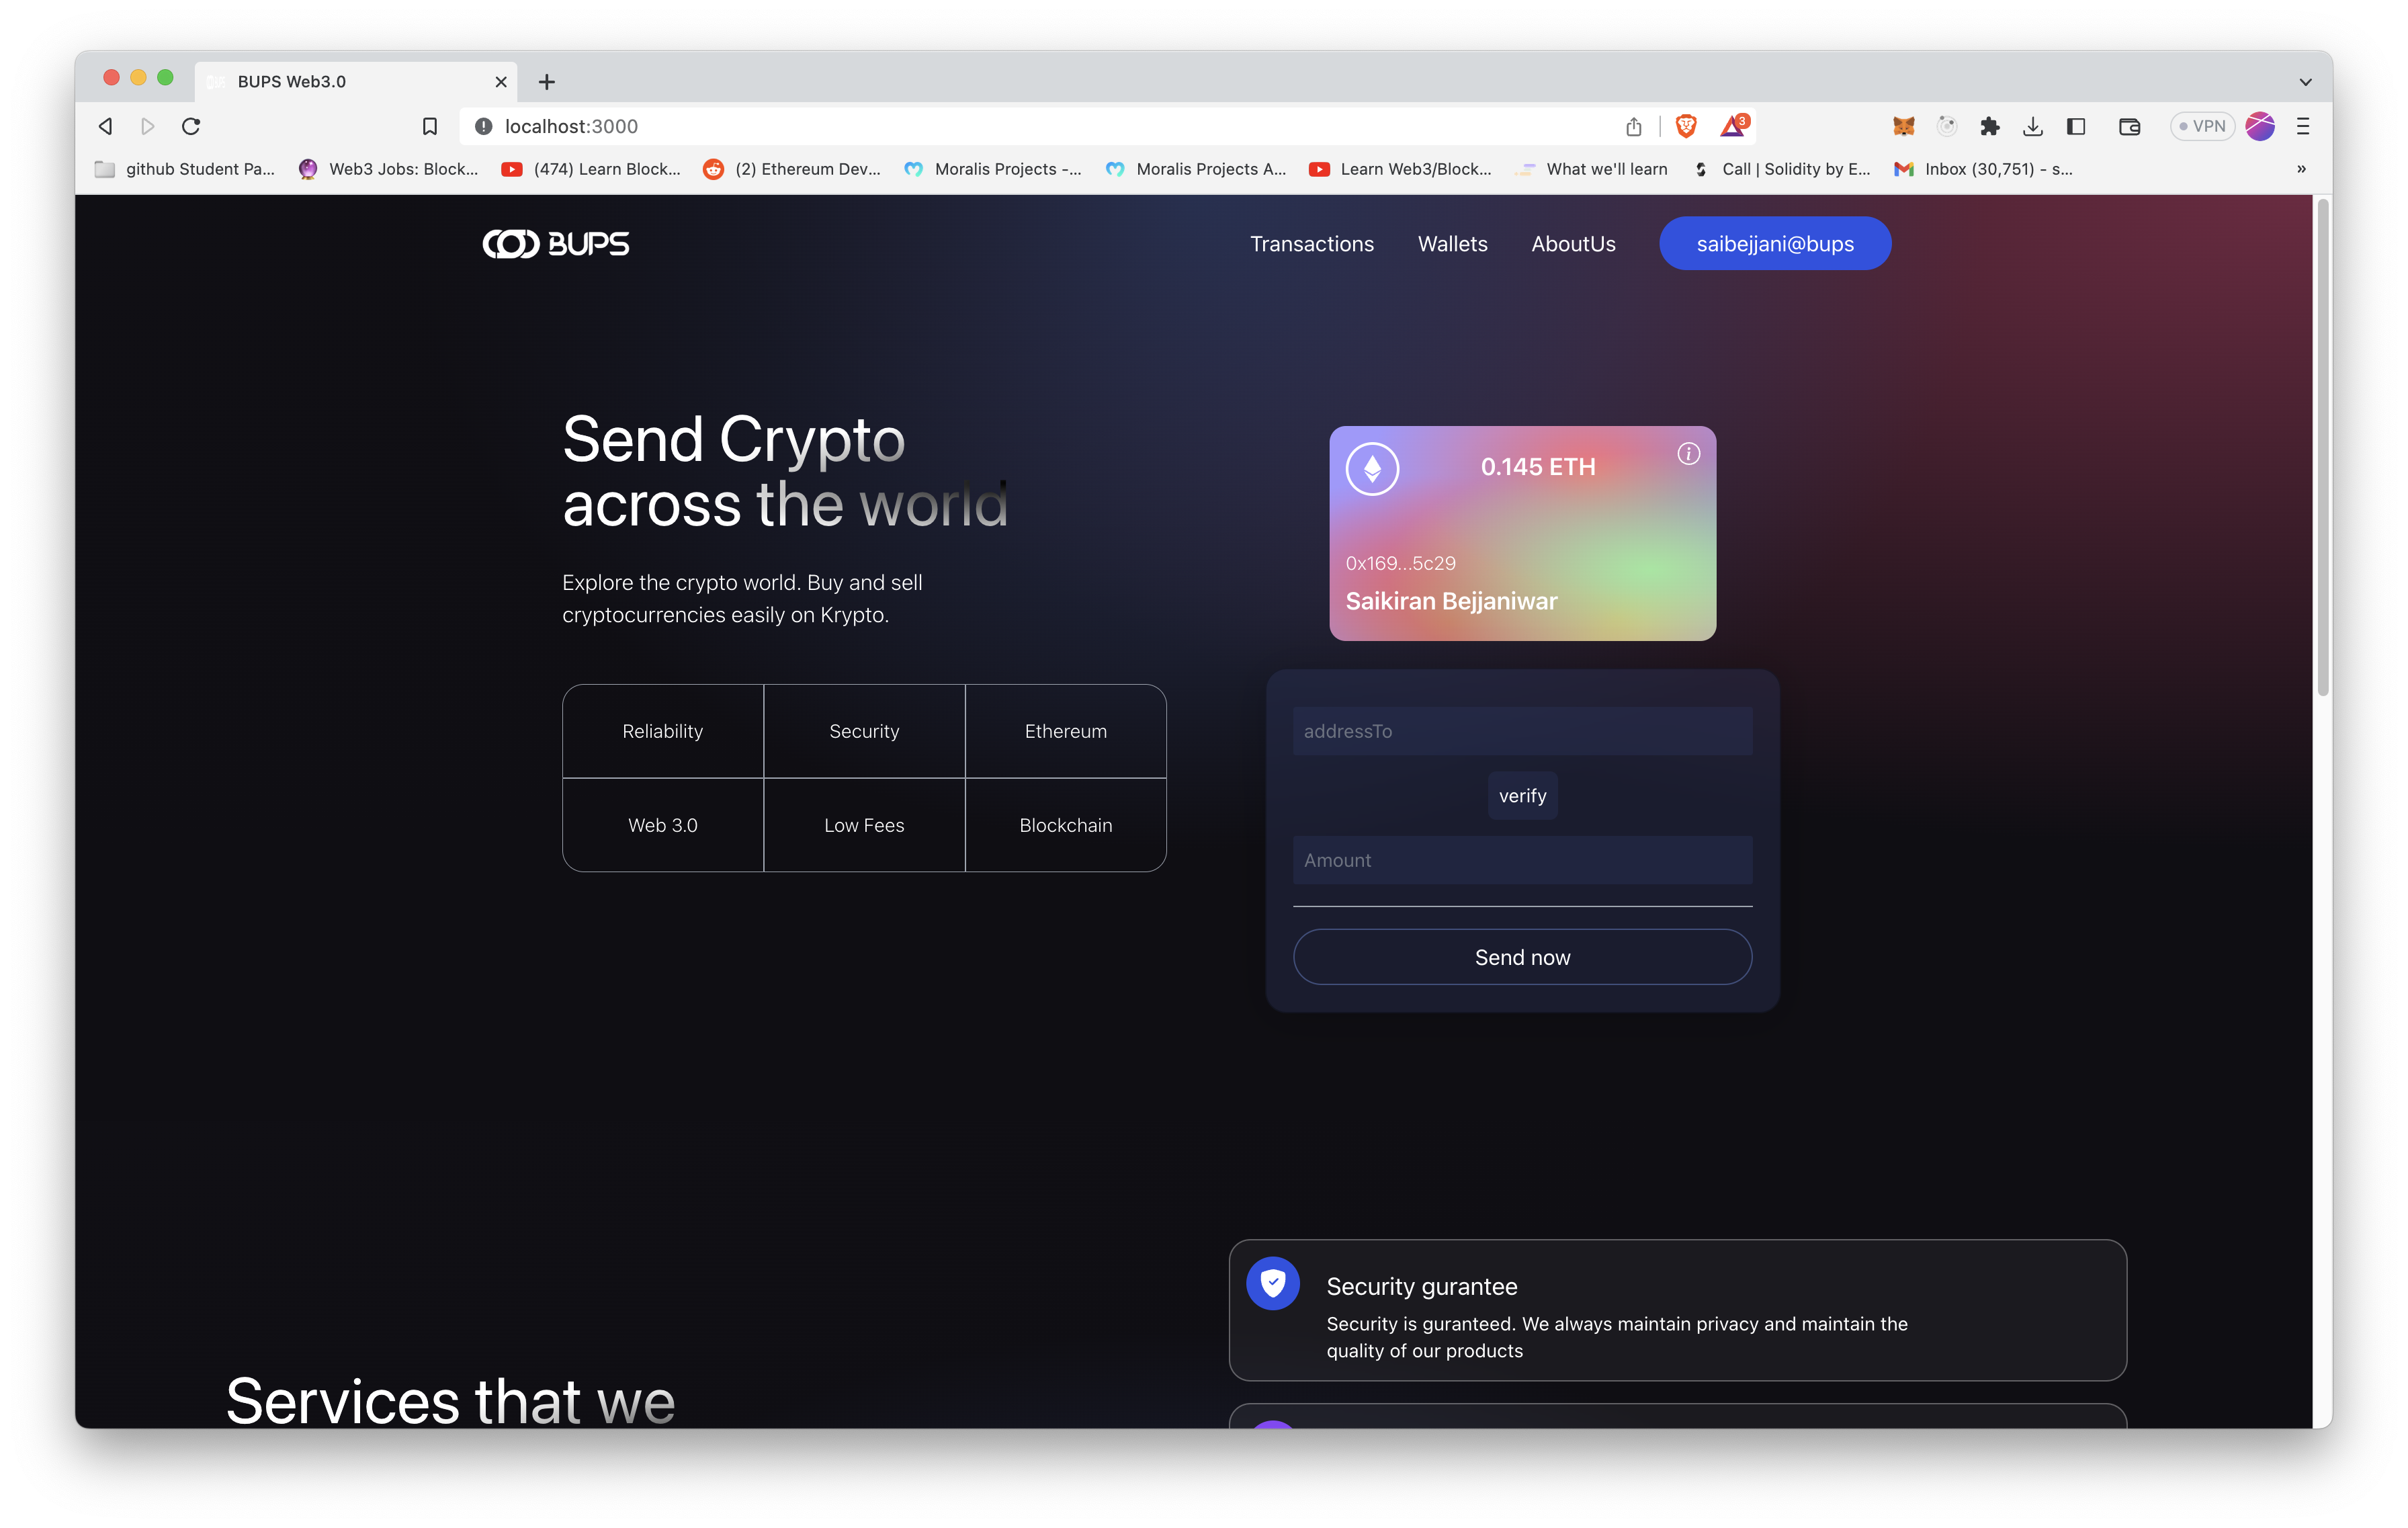 BUPS Web3.0
localhost:3000
3
VPN
github Student Pa...
Web3 Jobs: Block...
(474) Learn Block...
(2) Ethereum Dev...
Moralis Projects -...
Moralis Projects A...
Learn Web3/Block...
What we'll learn
Call | Solidity by E...
Inbox (30,751) - s...
»
BUPS
Transactions
Wallets
AboutUs
saibejjani@bups
Send Crypto
across the world
Explore the crypto world. Buy and sell
cryptocurrencies easily on Krypto.
Reliability
Security
Ethereum
Web 3.0
Low Fees
Blockchain
0.145 ETH
0x169...5c29
Saikiran Bejjaniwar
addressTo
verify
Amount
Send now
Security gurantee
Security is guranteed. We always maintain privacy and maintain the
quality of our products
Services that we